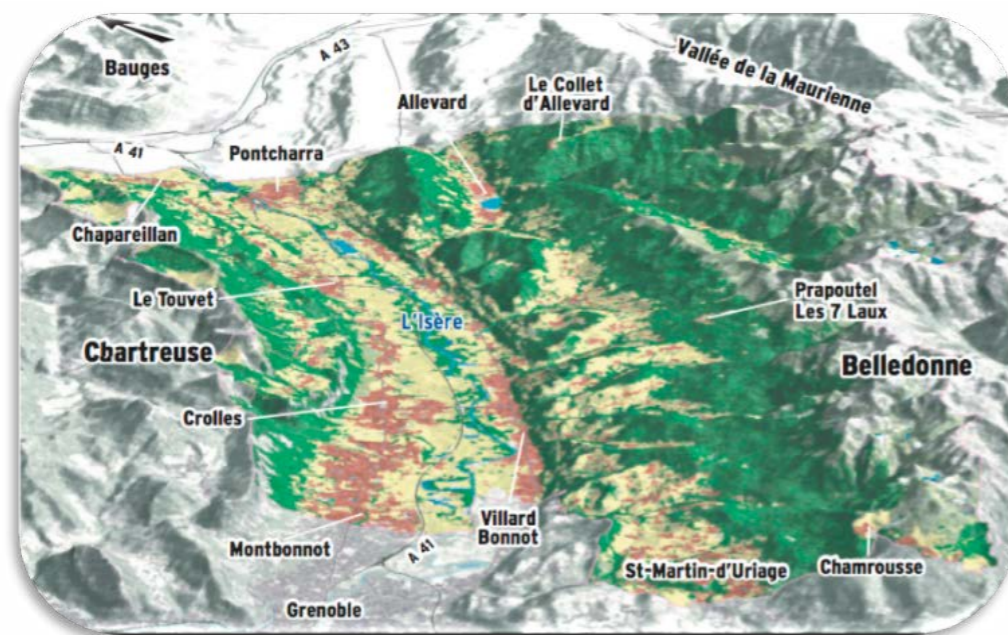 A 43
Bauges
Vallée de la Maurienne
Le Collet
d'Allevard
Allevard
A 41
Pontcharra
Chapareillan
Le Touvet
L'Isère
Prapoutel
Les 7 Laux
Cbartreuse
Belledonne
Crolles
Villard
Bonnot
Montbonnot
A 41
St-Martin-d'Uriage
Chamrousse
Grenoble